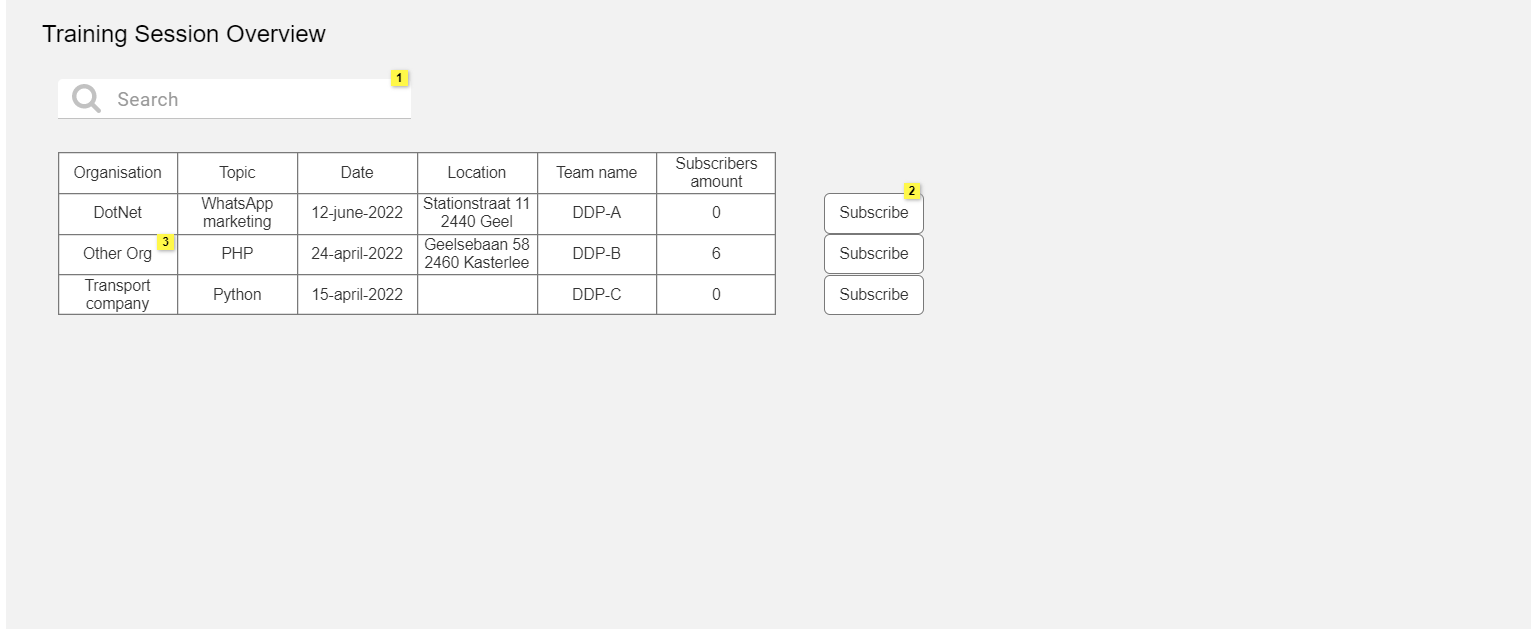 Training Session Overview
1
Search
Organisation Topic Date Location Team name Subscribers amount
DotNet WhatsApp marketing 12-june-2022 Stationstraat 11 2440 Geel DDP-A 0 Subscribe 2
Other Org 3 PHP 24-april-2022 Geelsebaan 58 2460 Kasterlee DDP-B 6 Subscribe
Transport company Python 15-april-2022 DDP-C 0 Subscribe